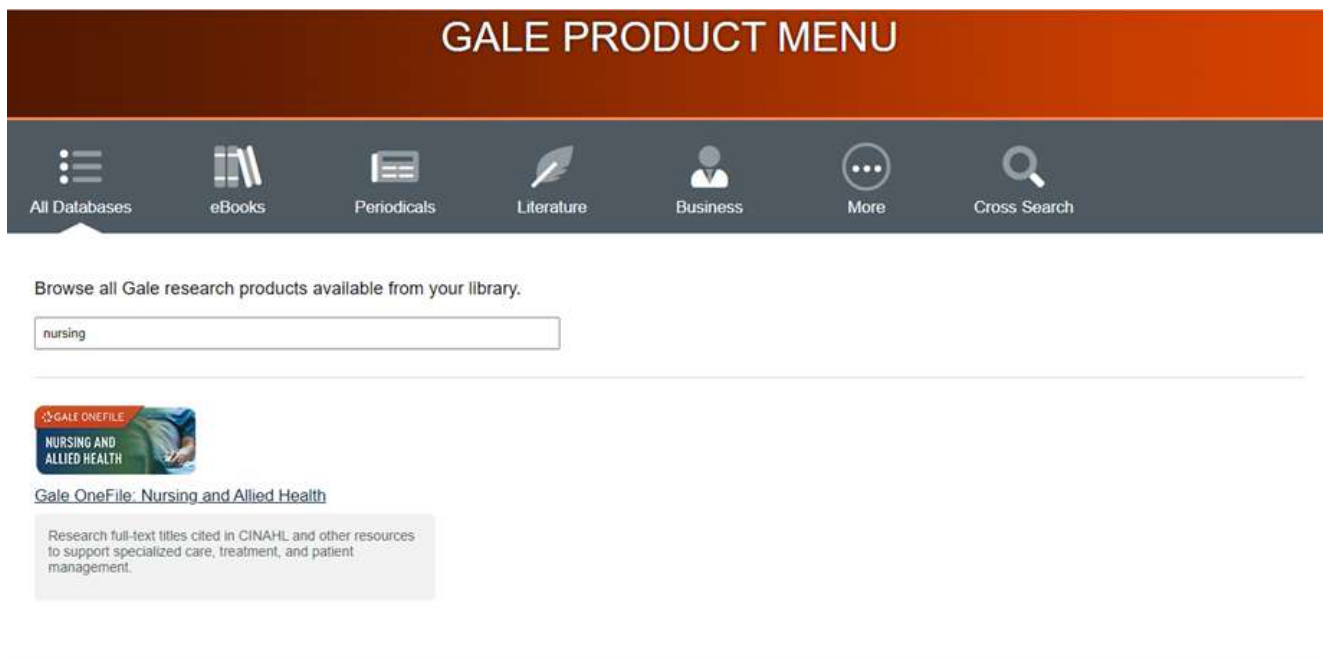 GALE PRODUCT MENU
All Databases
eBooks
Periodicals
Literature
Business
More
Cross Search
Browse all Gale research products available from your library.
nursing
GALE ONEFILE
NURSING AND
ALLIED HEALTH
Gale OneFile: Nursing and Allied Health
Research full-text titles cited in CINAHL and other resources
to support specialized care, treatment, and patient
management.